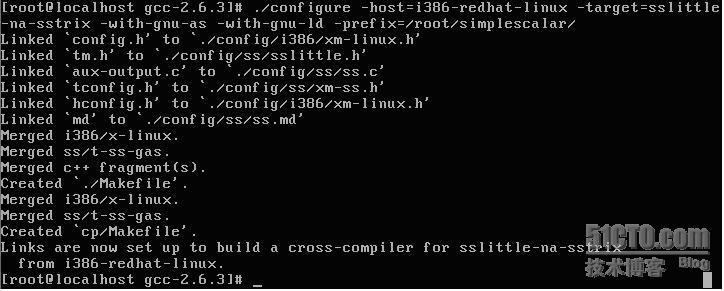 [root@localhost gcc-2.6.3]# ./configure -host=i386-redhat-linux -target=sslittle
-na-sstrix -with-gnu-as -with-gnu-ld -prefix=/root/simplescalar/
Linked `config.h' to `./config/i386/xm-linux.h'
Linked `tm.h' to `./config/ss/sslittle.h'
Linked `aux-output.c' to `./config/ss/ss.c'
Linked `tconfig.h' to `./config/ss/xm-ss.h'
Linked `hconfig.h' to `./config/i386/xm-linux.h'
Linked `md' to `./config/ss/ss.md'
Merged i386/x-linux.
Merged ss/t-ss-gas.
Merged c++ fragment(s).
Created `./Makefile'.
Merged i386/x-linux.
Merged ss/t-ss-gas.
Created `cp/Makefile'.
Links are now set up to build a cross-compiler for sslittle-na-sstrix
  from i386-redhat-linux.
[root@localhost gcc-2.6.3]# _
51CTO.com
技术博客 Blog